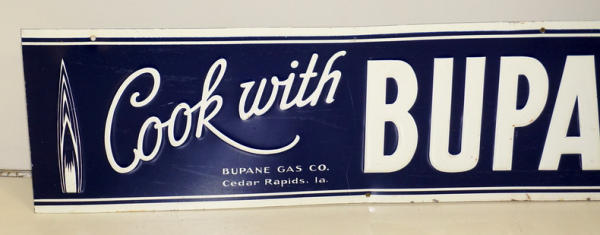 Cook with BUPA
BUPANE GAS CO.
Cedar Rapids. Ia.